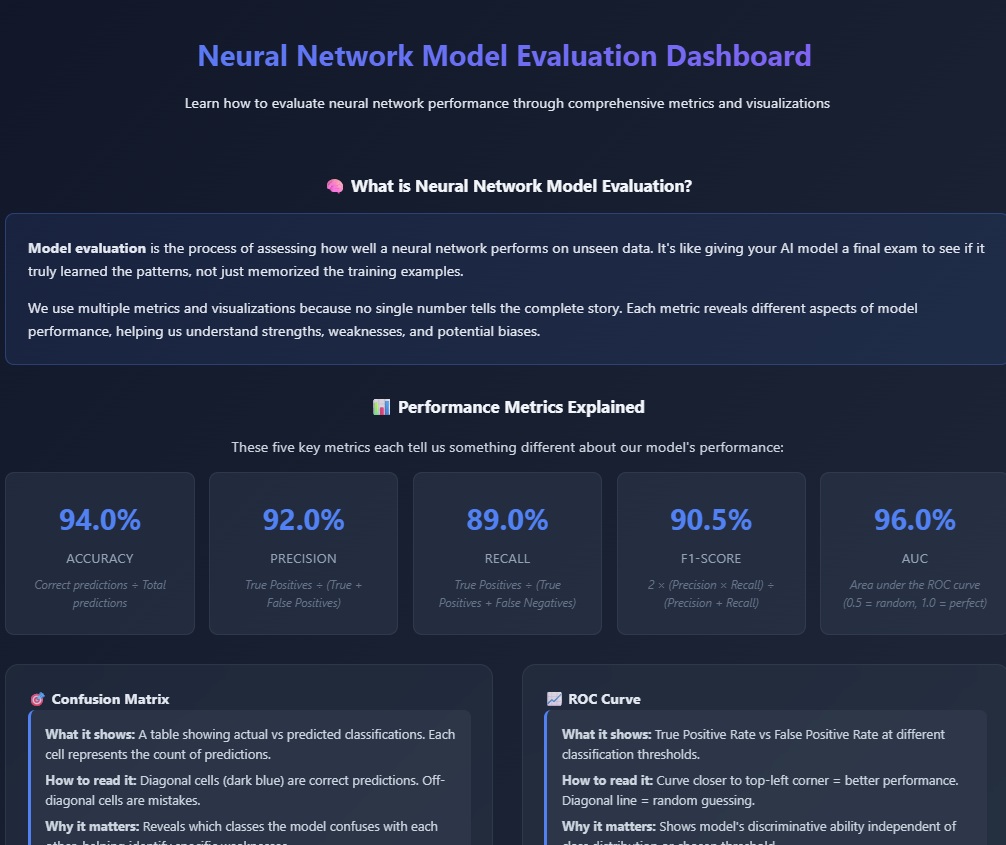 Neural Network Model Evaluation Dashboard
Learn how to evaluate neural network performance through comprehensive metrics and visualizations
🧠 What is Neural Network Model Evaluation?
Model evaluation is the process of assessing how well a neural network performs on unseen data. It's like giving your AI model a final exam to see if it
truly learned the patterns, not just memorized the training examples.
We use multiple metrics and visualizations because no single number tells the complete story. Each metric reveals different aspects of model
performance, helping us understand strengths, weaknesses, and potential biases.
📊 Performance Metrics Explained
These five key metrics each tell us something different about our model's performance:
94.0%
ACCURACY
Correct predictions ÷ Total
predictions
92.0%
PRECISION
True Positives ÷ (True +
False Positives)
89.0%
RECALL
True Positives ÷ (True
Positives + False Negatives)
90.5%
F1-SCORE
2 × (Precision × Recall) ÷
(Precision + Recall)
96.0%
AUC
Area under the ROC curve
(0.5 = random, 1.0 = perfect)
🎯 Confusion Matrix
What it shows: A table showing actual vs predicted classifications. Each
cell represents the count of predictions.
How to read it: Diagonal cells (dark blue) are correct predictions. Off-
diagonal cells are mistakes.
Why it matters: Reveals which classes the model confuses with each
other, helping identify specific weaknesses.
📈 ROC Curve
What it shows: True Positive Rate vs False Positive Rate at different
classification thresholds.
How to read it: Curve closer to top-left corner = better performance.
Diagonal line = random guessing.
Why it matters: Shows model's discriminative ability independent of
class distribution or chosen threshold.